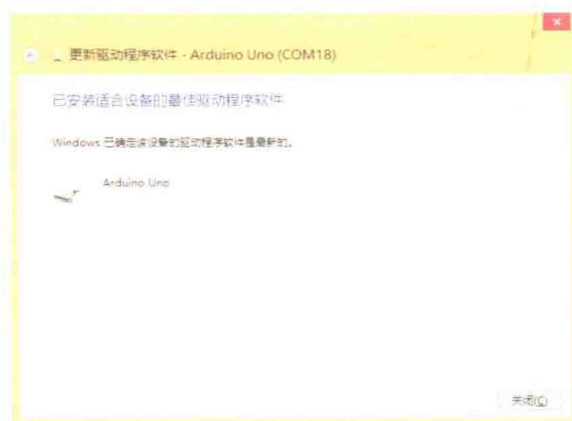 更新驱动程序软件 - Arduino Uno (COM18)
已安装适合设备的最佳驱动程序软件
Windows 已确定该设备的驱动程序软件是最新的。
Arduino Uno
关闭(C)